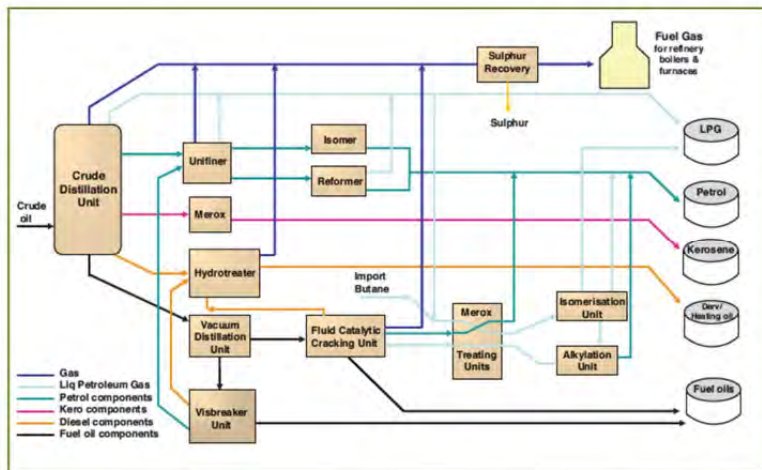 Fuel Gas
for refinery
boilers &
furnaces
Sulphur
Recovery
Sulphur
LPG
Isomer
Unifiner
Reformer
Crude
Distillation
Unit
Petrol
Crude
oil
Merox
Kerosene
Hydrotreater
Import
Butane
Isomerisation
Unit
Derv/
Heating oil
Merox
Treating
Units
Vacuum
Distillation
Unit
Fluid Catalytic
Cracking Unit
Alkylation
Unit
Gas
Liq Petroleum Gas
Petrol components
Kero components
Diesel components
Fuel oil components
Visbreaker
Unit
Fuel oils